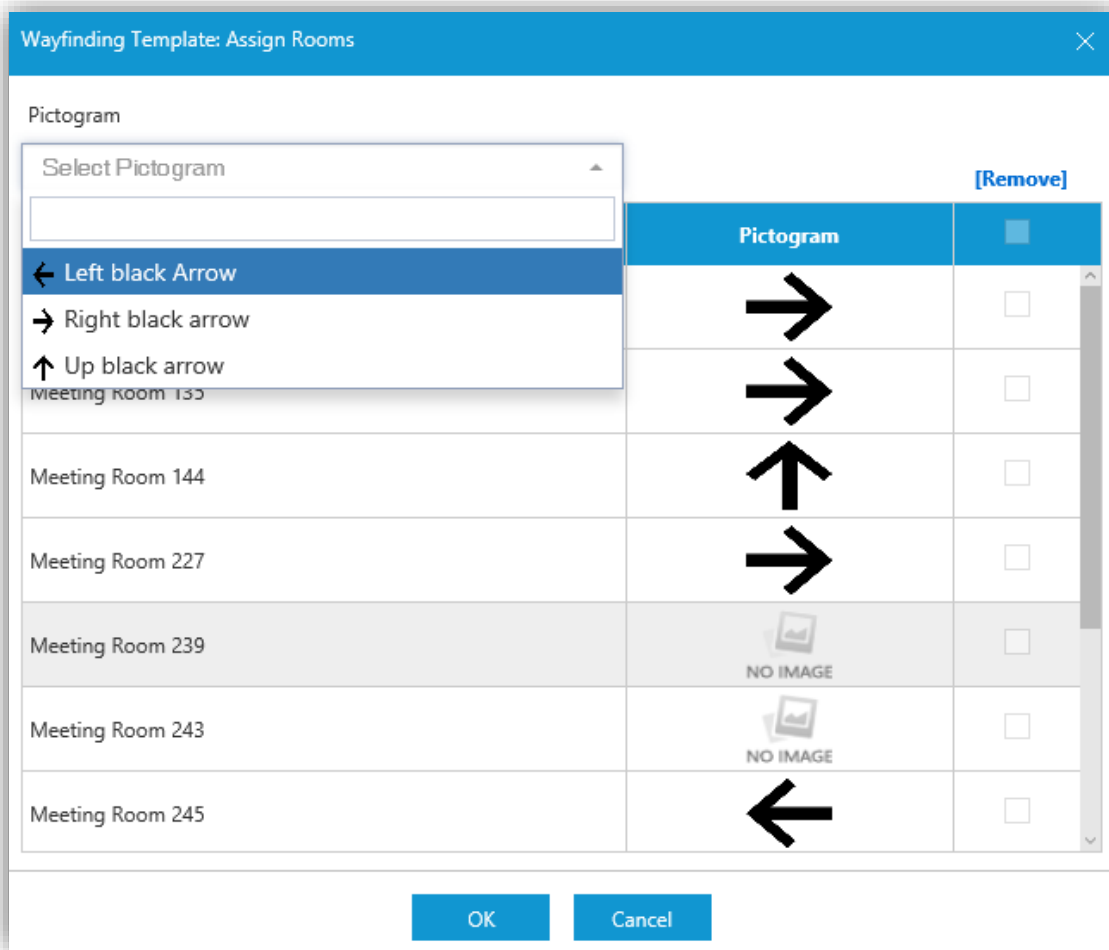 Wayfinding Template: Assign Rooms
Pictogram
Select Pictogram
[Remove]
Pictogram
Left black Arrow
Right black arrow
Up black arrow
Meeting Room 135
Meeting Room 144
Meeting Room 227
Meeting Room 239
NO IMAGE
Meeting Room 243
NO IMAGE
Meeting Room 245
OK
Cancel